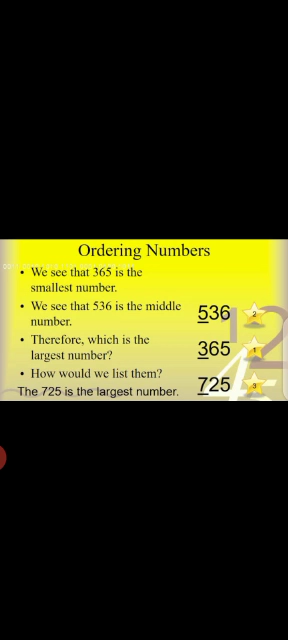 Ordering Numbers
• We see that 365 is the
smallest number.
• We see that 536 is the middle
number.
• Therefore, which is the
largest number?
• How would we list them?
The 725 is the largest number.
536 2
365 1
725 3